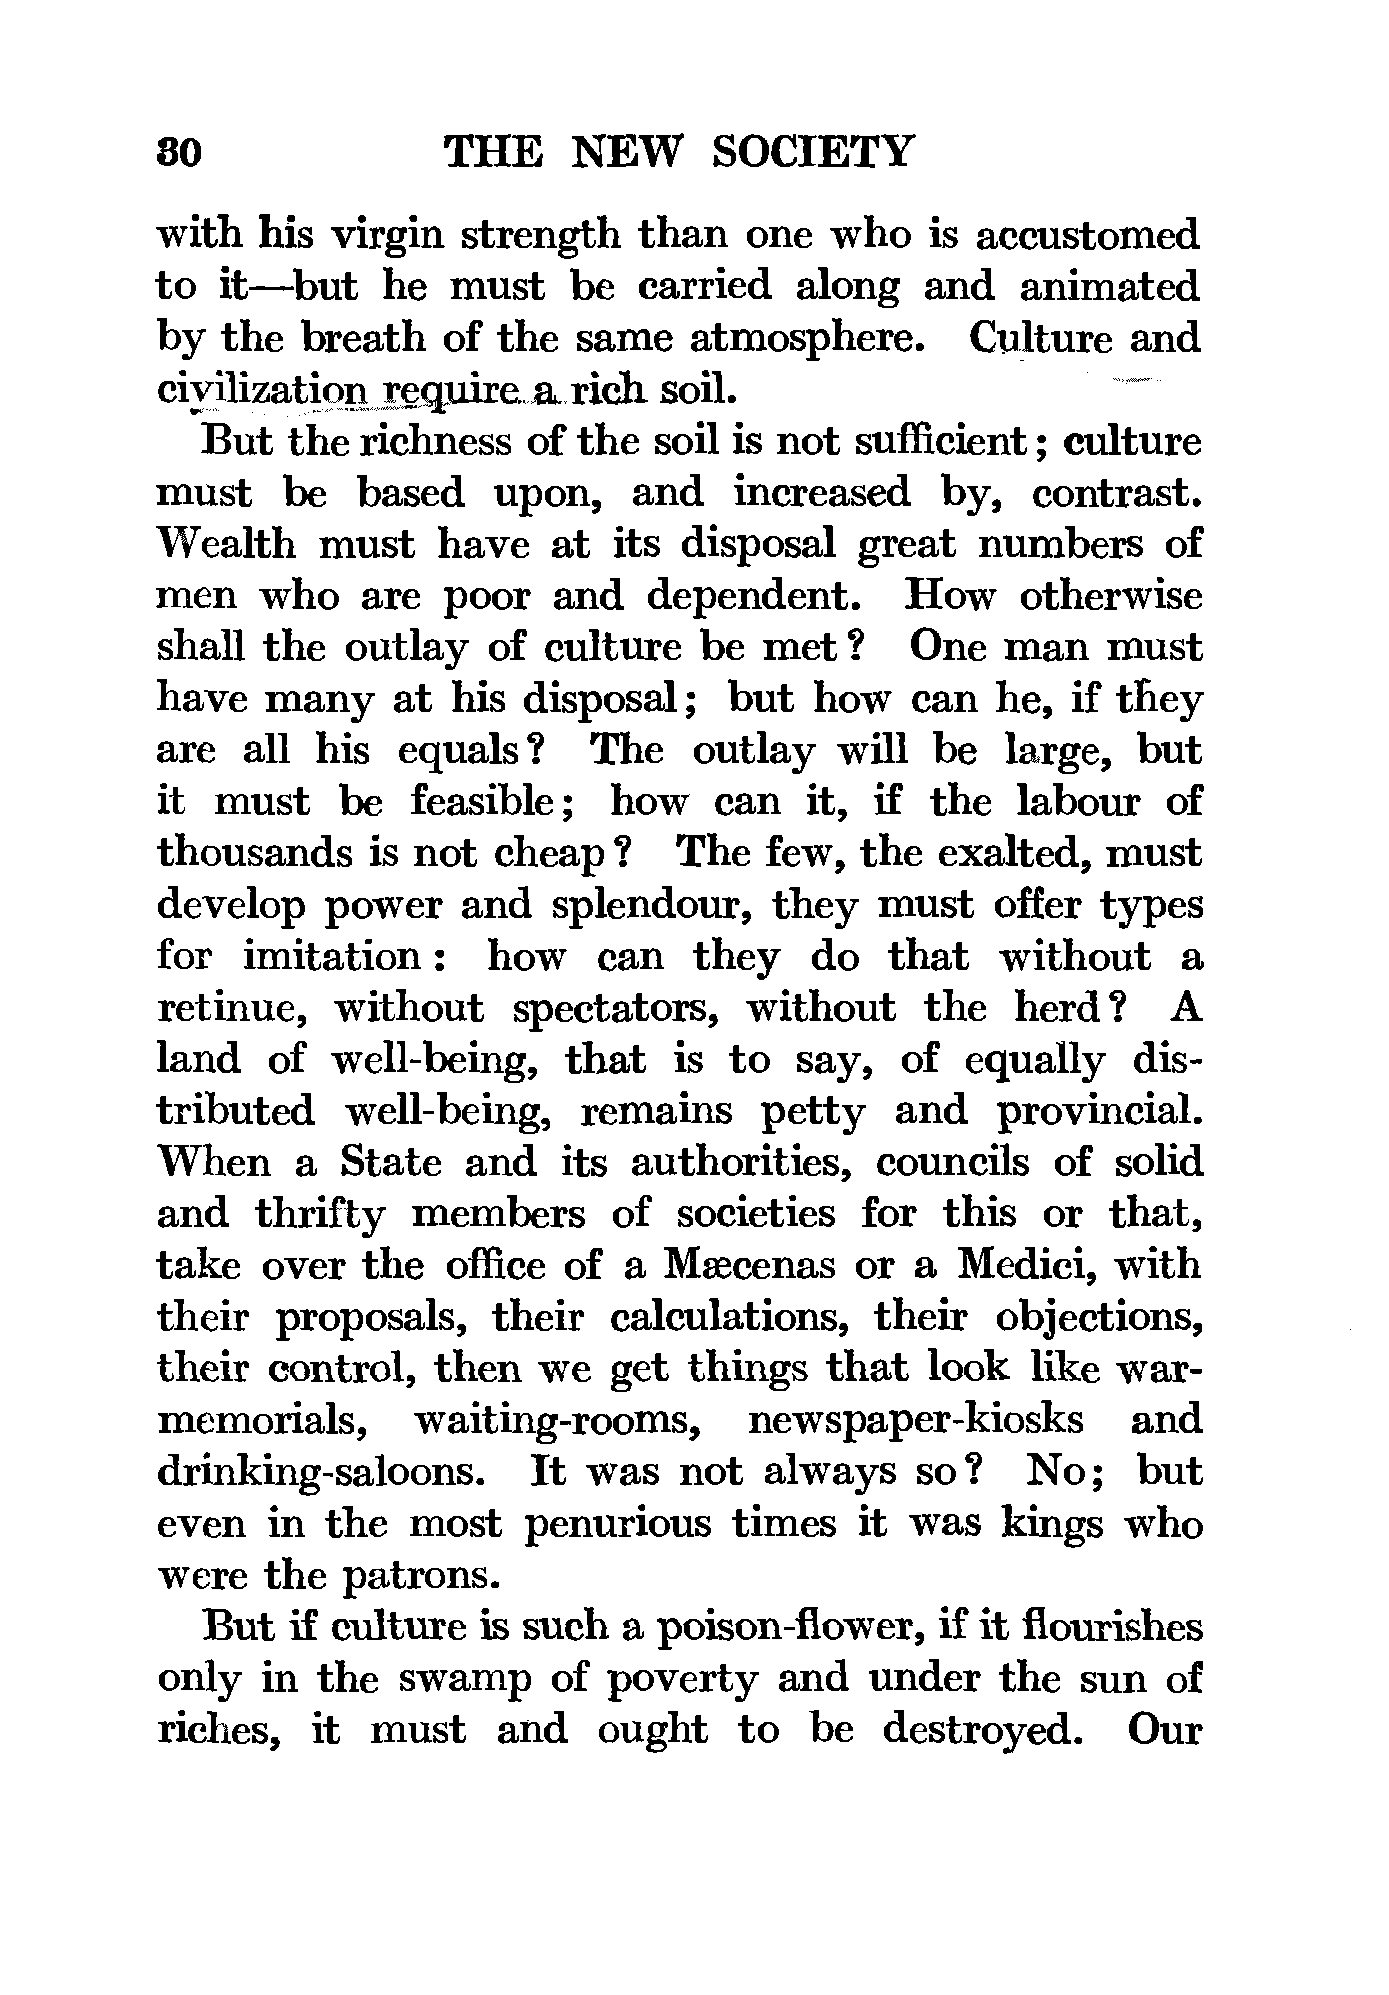 80 THE NEW SOCIETY
with his virgin strength than one who is accustomed
to it—but he must be carried along and animated
by the breath of the same atmosphere. Culture and
civilization require a rich soil.
But the richness of the soil is not sufficient; culture
must be based upon, and increased by, contrast.
Wealth must have at its disposal great numbers of
men who are poor and dependent. How otherwise
shall the outlay of culture be met? One man must
have many at his disposal; but how can he, if they
are all his equals? The outlay will be large, but
it must be feasible; how can it, if the labour of
thousands is not cheap? The few, the exalted, must
develop power and splendour, they must offer types
for imitation: how can they do that without a
retinue, without spectators, without the herd? A
land of well-being, that is to say, of equally dis-
tributed well-being, remains petty and provincial.
When a State and its authorities, councils of solid
and thrifty members of societies for this or that,
take over the office of a Mæcenas or a Medici, with
their proposals, their calculations, their objections,
their control, then we get things that look like war-
memorials, waiting-rooms, newspaper-kiosks and
drinking-saloons. It was not always so? No; but
even in the most penurious times it was kings who
were the patrons.
But if culture is such a poison-flower, if it flourishes
only in the swamp of poverty and under the sun of
riches, it must and ought to be destroyed. Our